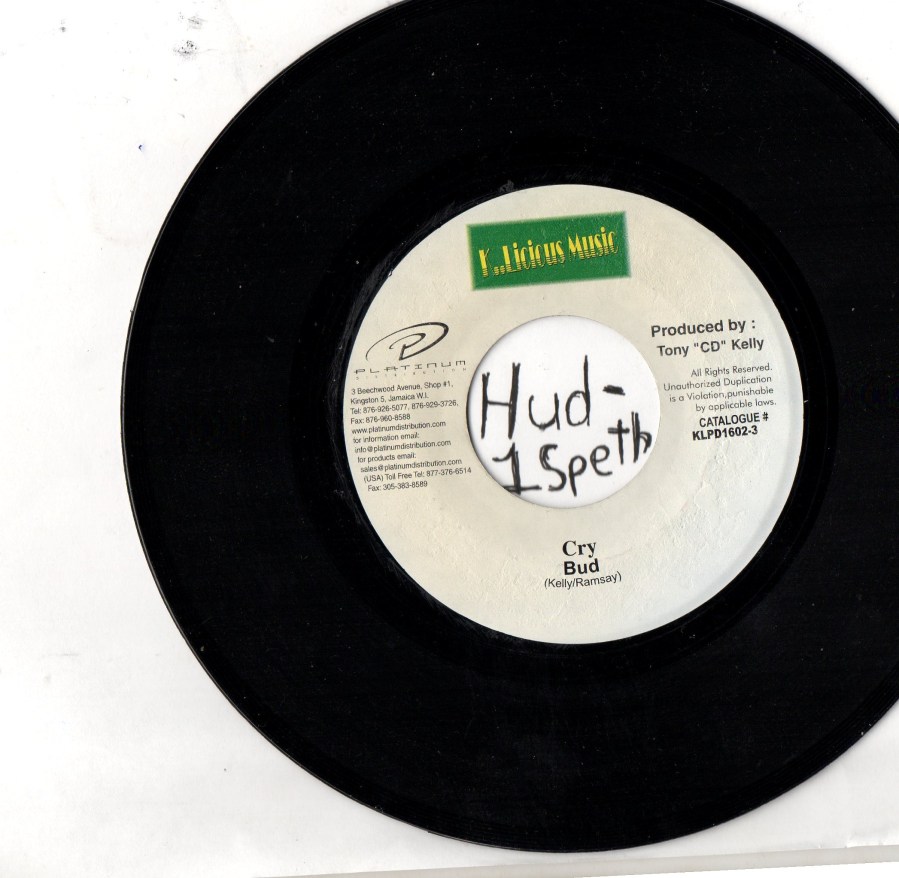 K..Licious Music
PLATINUM
DISTRIBUTION
3 Beechwood Avenue, Shop #1,
Kingston 5, Jamaica W.I.
Tel: 876-926-5077, 876-929-3726,
Fax: 876-960-8588
www.platinumdistribution.com
for information email:
info@platinumdistribution.com
for products email:
sales@platinumdistribution.com
(USA) Toll Free Tel: 877-376-6514
Fax: 305-383-8589
Hud-
1Speth
Produced by :
Tony "CD" Kelly
All Rights Reserved.
Unauthorized Duplication
is a Violation,punishable
by applicable laws.
CATALOGUE #
KLPD1602-3
Cry
Bud
(Kelly/Ramsay)